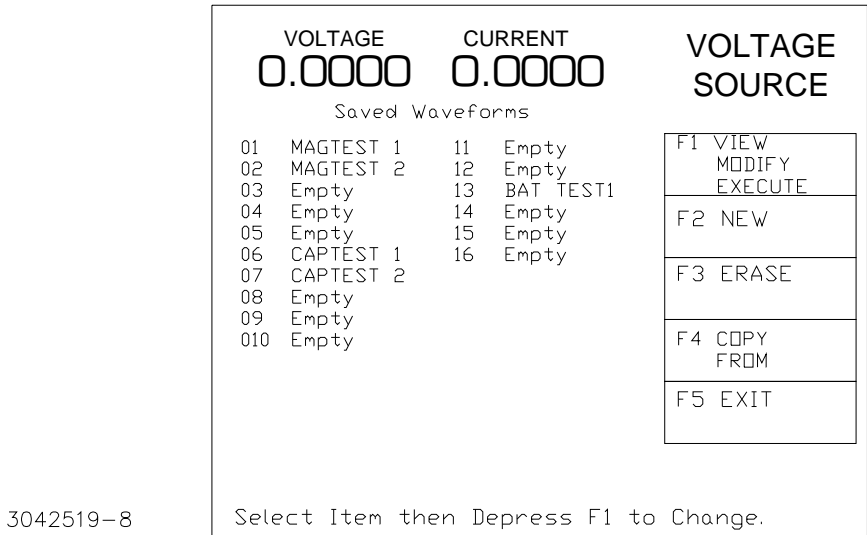 VOLTAGE CURRENT
0.0000 0.0000
Saved Waveforms
01 MAGTEST 1
02 MAGTEST 2
03 Empty
04 Empty
05 Empty
06 CAPTEST 1
07 CAPTEST 2
08 Empty
09 Empty
010 Empty
11 Empty
12 Empty
13 BAT TEST1
14 Empty
15 Empty
16 Empty
VOLTAGE
SOURCE
F1 VIEW
MODIFY
EXECUTE
F2 NEW
F3 ERASE
F4 COPY
FROM
F5 EXIT
Select Item then Depress F1 to Change.
3042519-8